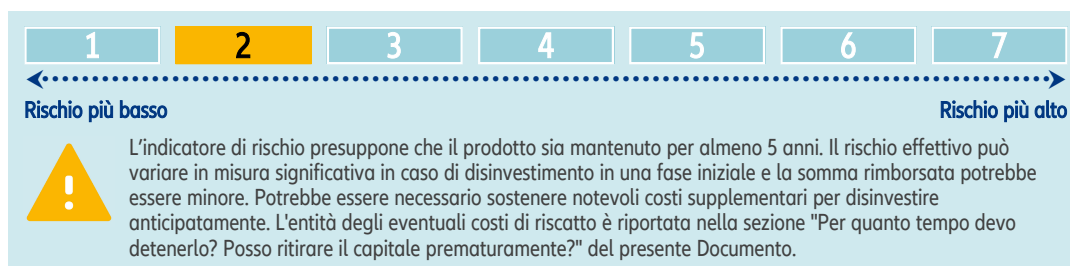 1 2 3 4 5 6 7
Rischio più basso Rischio più alto
L'indicatore di rischio presuppone che il prodotto sia mantenuto per almeno 5 anni. Il rischio effettivo può
variare in misura significativa in caso di disinvestimento in una fase iniziale e la somma rimborsata potrebbe
essere minore. Potrebbe essere necessario sostenere notevoli costi supplementari per disinvestire
anticipatamente. L'entità degli eventuali costi di riscatto è riportata nella sezione "Per quanto tempo devo
detenerlo? Posso ritirare il capitale prematuramente?" del presente Documento.